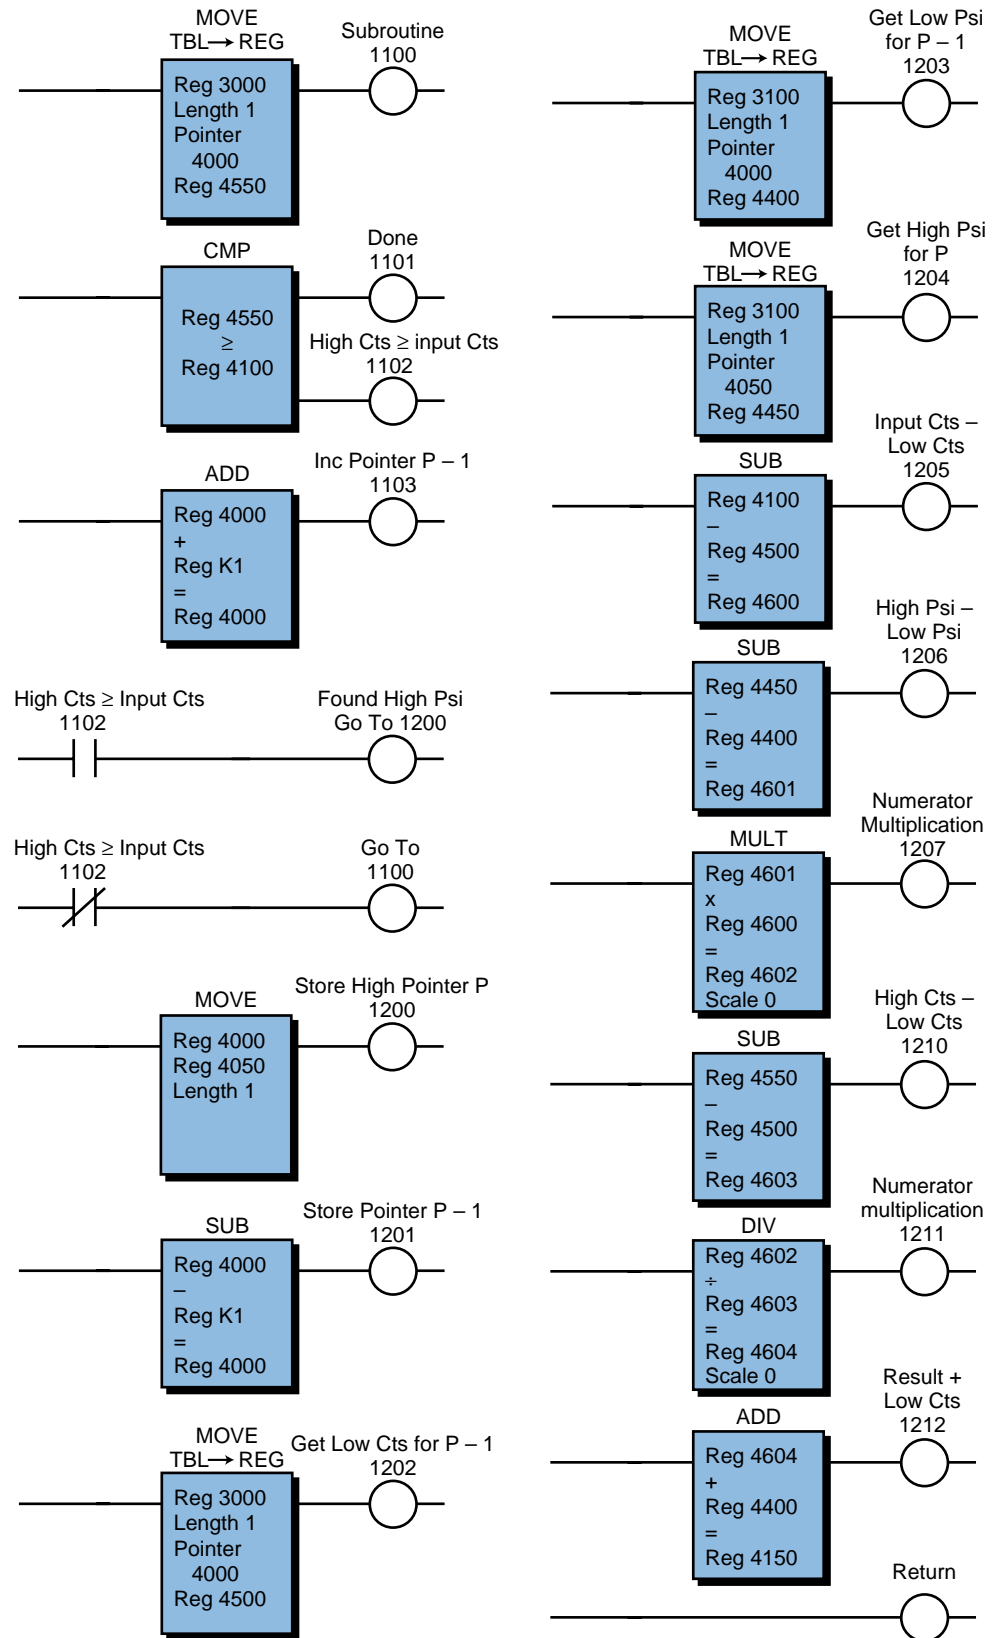 MOVE
TBL→REG
Subroutine
1100
Reg 3000
Length 1
Pointer
4000
Reg 4550
CMP
Done
1101
Reg 4550
≥
Reg 4100
High Cts ≥ input Cts
1102
ADD
Inc Pointer P – 1
1103
Reg 4000
+
Reg K1
=
Reg 4000
High Cts ≥ Input Cts
1102
Found High Psi
Go To 1200
High Cts ≥ Input Cts
1102
Go To
1100
MOVE
Store High Pointer P
1200
Reg 4000
Reg 4050
Length 1
SUB
Store Pointer P – 1
1201
Reg 4000
–
Reg K1
=
Reg 4000
MOVE
TBL→REG
Get Low Cts for P – 1
1202
Reg 3000
Length 1
Pointer
4000
Reg 4500
MOVE
TBL→REG
Get Low Psi
for P – 1
1203
Reg 3100
Length 1
Pointer
4000
Reg 4400
MOVE
TBL→REG
Get High Psi
for P
1204
Reg 3100
Length 1
Pointer
4050
Reg 4450
SUB
Input Cts –
Low Cts
1205
Reg 4100
–
Reg 4500
=
Reg 4600
SUB
High Psi –
Low Psi
1206
Reg 4450
–
Reg 4400
=
Reg 4601
MULT
Numerator
Multiplication
1207
Reg 4601
x
Reg 4600
=
Reg 4602
Scale 0
SUB
High Cts –
Low Cts
1210
Reg 4550
–
Reg 4500
=
Reg 4603
DIV
Numerator
multiplication
1211
Reg 4602
÷
Reg 4603
=
Reg 4604
Scale 0
ADD
Result +
Low Cts
1212
Reg 4604
+
Reg 4400
=
Reg 4150
Return